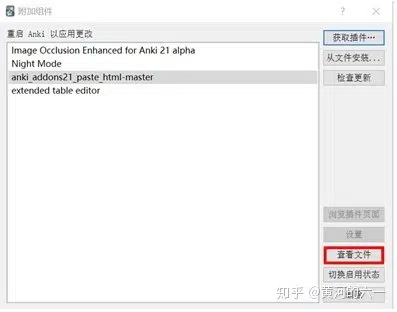 附加组件
重启 Anki 以应用更改
Image Occlusion Enhanced for Anki 21 alpha
Night Mode
anki_addons21_paste_html-master
extended table editor
获取插件…
从文件安装...
检查更新
浏览插件页面
设置
查看文件
切换启用状态
知乎 @黄河的六一